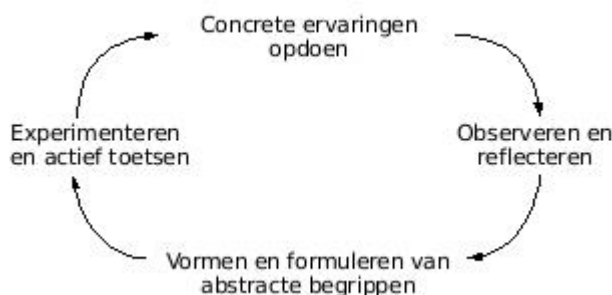 Concrete ervaringen
opdoen
Experimenteren
en actief toetsen
Observeren en
reflecteren
Vormen en formuleren van
abstracte begrippen